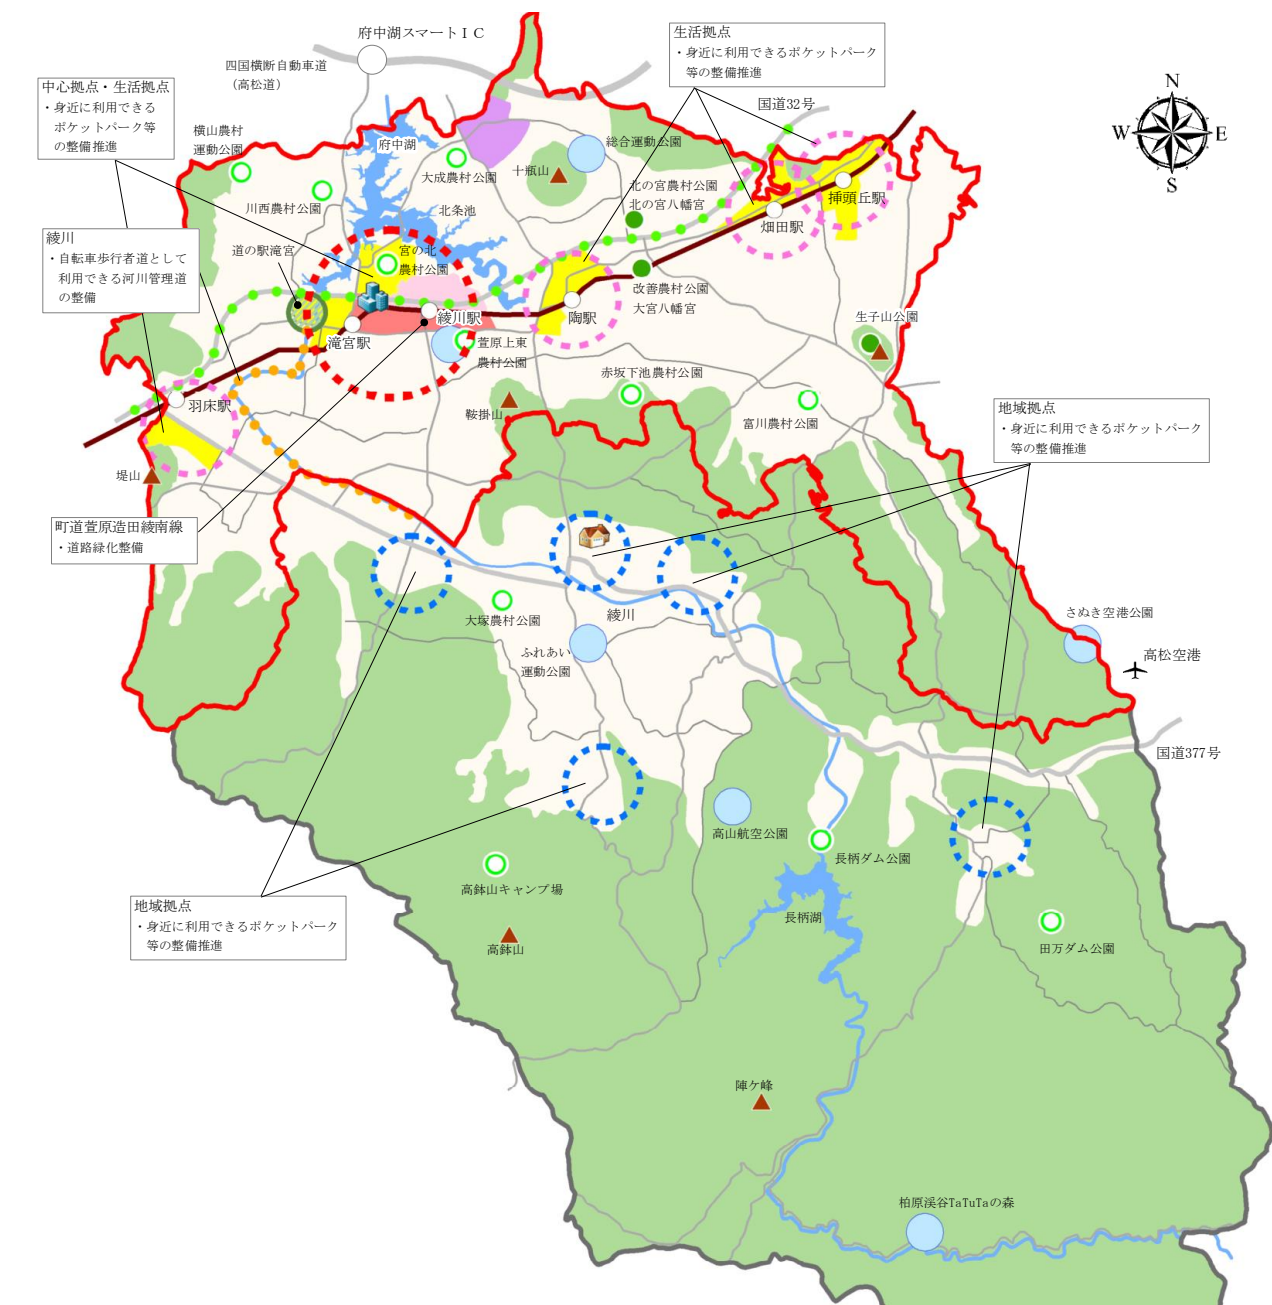 府中湖スマートＩＣ
四国横断自動車道
（高松道）
生活拠点
・身近に利用できるポケットパーク
等の整備推進
国道32号
N
W
E
S
中心拠点・生活拠点
・身近に利用できる
ポケットパーク等
の整備推進
横山農村
運動公園
府中湖
大成農村公園
十瓶山
総合運動公園
北の宮農村公園
北の宮八幡宮
挿頭丘駅
畑田駅
川西農村公園
北条池
綾川
・自転車歩行者道として
利用できる河川管理道
の整備
道の駅滝宮
宮の北
農村公園
改善農村公園
大宮八幡宮
綾川駅
陶駅
生子山公園
滝宮駅
萱原上東
農村公園
赤坂下池農村公園
羽床駅
鞍掛山
富川農村公園
地域拠点
・身近に利用できるポケットパーク
等の整備推進
堤山
町道萱原造田綾南線
・道路緑化整備
大塚農村公園
綾川
さぬき空港公園
ふれあい
運動公園
高松空港
国道377号
高山航空公園
長柄ダム公園
高鉢山キャンプ場
地域拠点
・身近に利用できるポケットパーク
等の整備推進
長柄湖
高鉢山
田万ダム公園
陣ケ峰
柏原渓谷TaTuTaの森